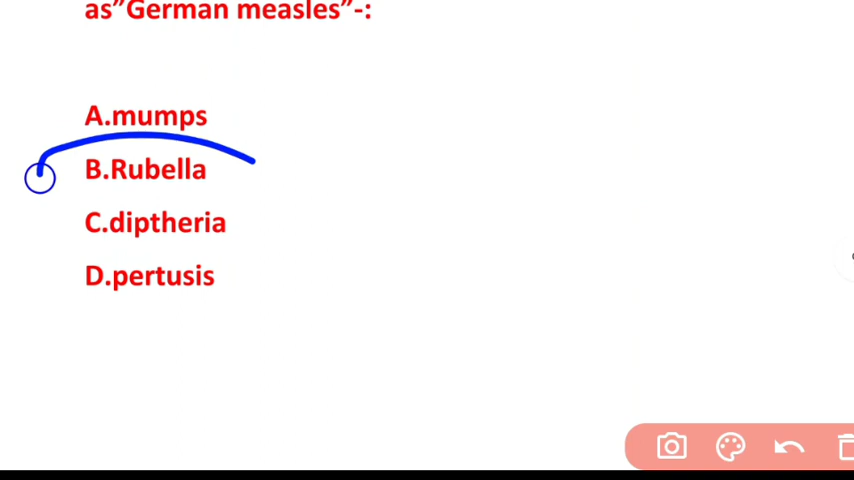 as”German measles”-:
A.mumps
B.Rubella
C.diptheria
D.pertusis